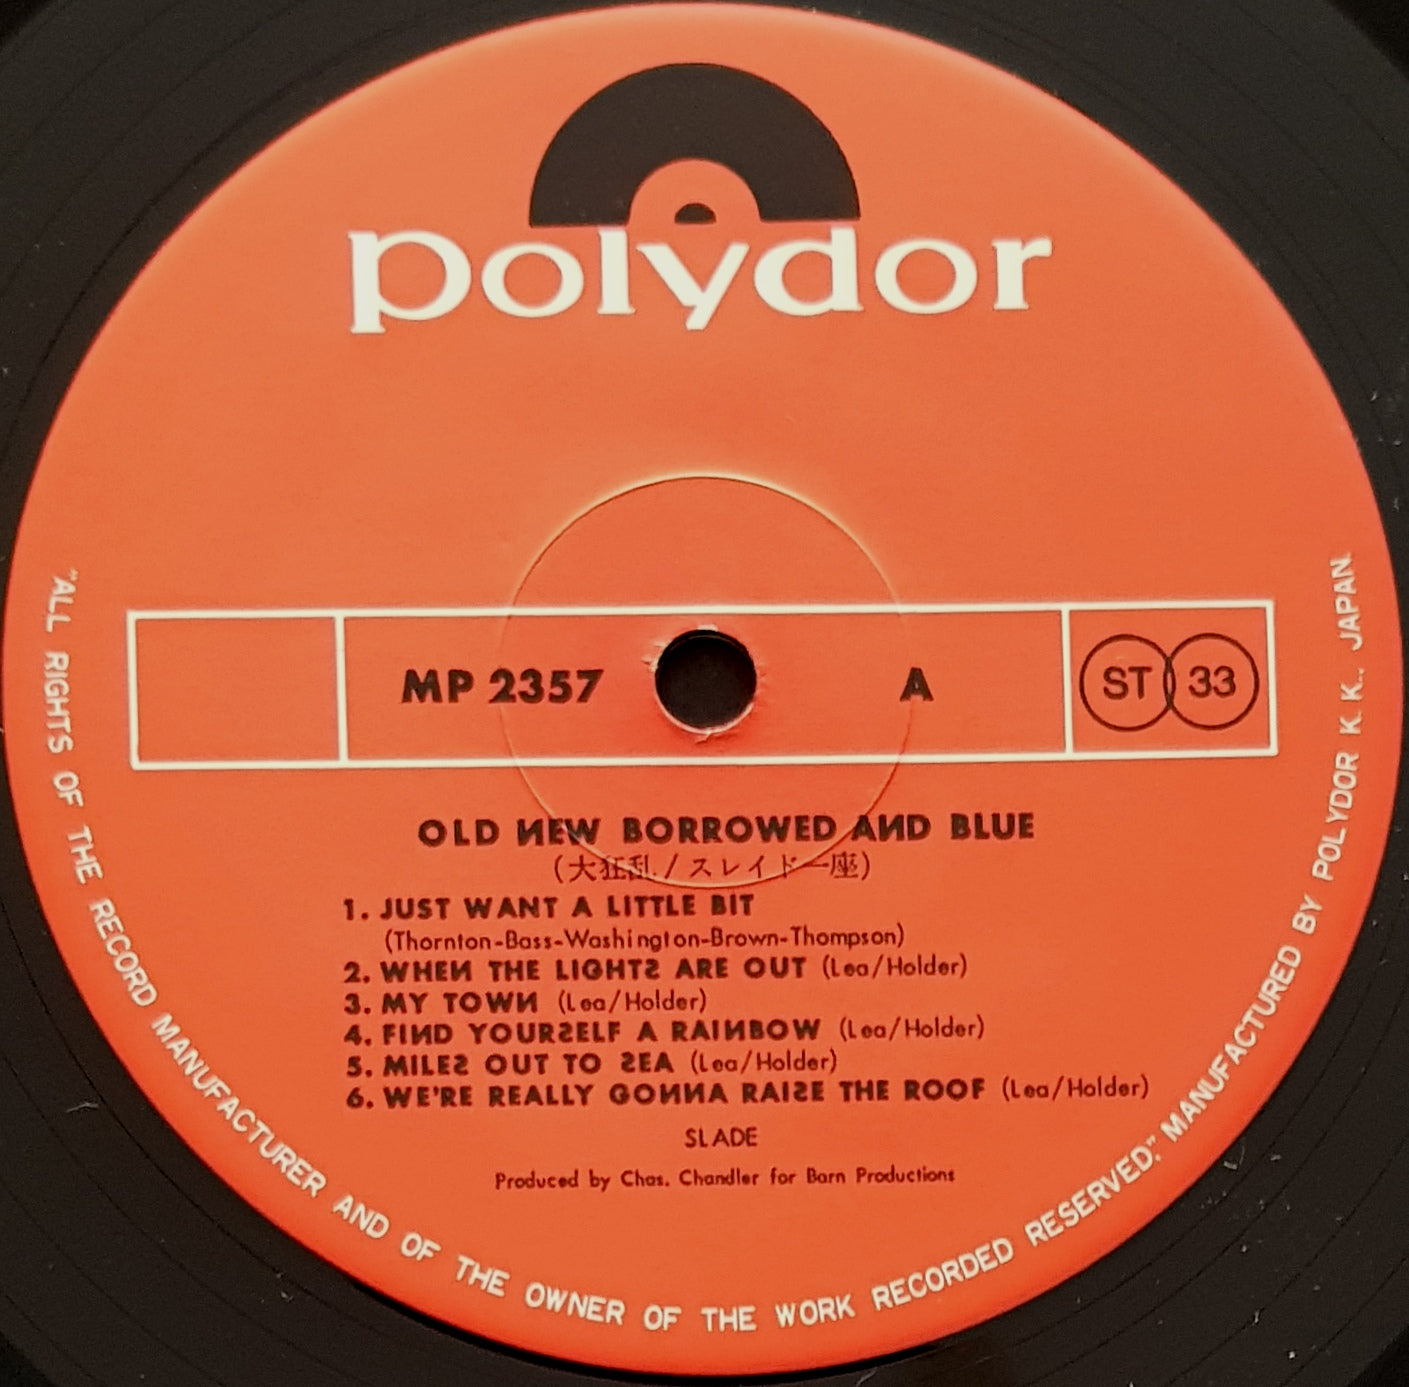 polydor
MP 2357 A ST 33
OLD NEW BORROWED AND BLUE
(大狂乱/スレイド一座)
1. JUST WANT A LITTLE BIT
(Thornton-Bass-Washington-Brown-Thompson)
2. WHEN THE LIGHTS ARE OUT (Lea/Holder)
3. MY TOWN (Lea/Holder)
4. FIND YOURSELF A RAINBOW (Lea/Holder)
5. MILES OUT TO SEA (Lea/Holder)
6. WE'RE REALLY GONNA RAISE THE ROOF (Lea/Holder)
SLADE
Produced by Chas. Chandler for Barn Productions
"ALL RIGHTS OF THE RECORD MANUFACTURER AND OF THE OWNER OF THE WORK RECORDED RESERVED," MANUFACTURED BY POLYDOR K. K., JAPAN